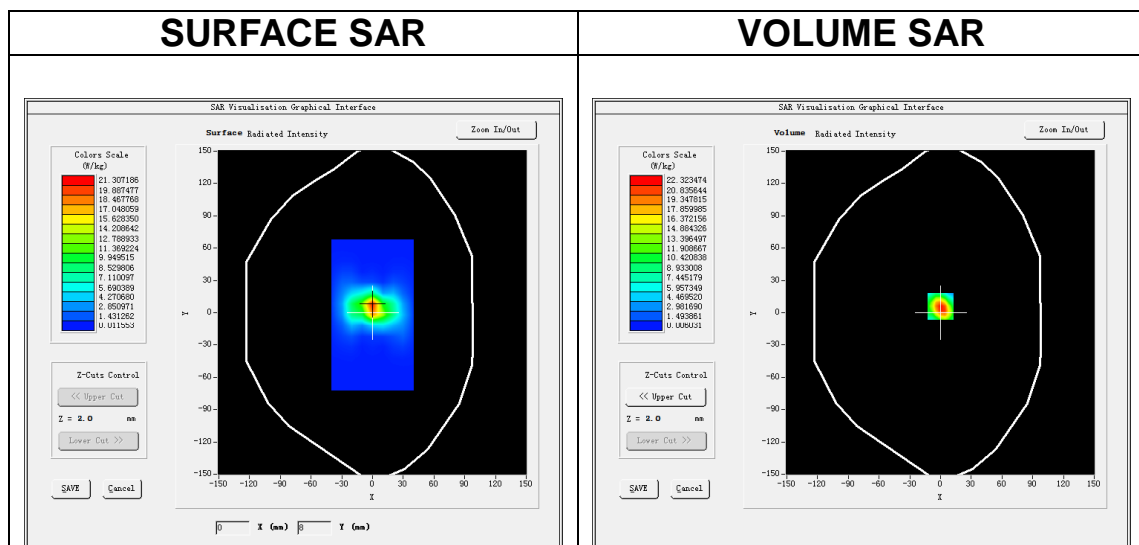 SURFACE SAR
VOLUME SAR
SAR Visualisation Graphical Interface
Surface Radiated Intensity
Zoom In/Out
Colors Scale
(W/kg)
21.307186
19.887477
18.467768
17.048059
15.628350
14.208642
12.788933
11.369224
9.949515
8.529806
7.110097
5.690389
4.270680
2.850971
1.431262
0.011553
150
120
90
60
30
0
-30
-60
-90
-120
-150
Y
-150 -120 -90 -60 -30 0 30 60 90 120 150
X
Z-Cuts Control
<< Upper Cut
Z = 2.0 mm
Lower Cut >>
SAVE Cancel
0 X (mm) 8 Y (mm)
SAR Visualisation Graphical Interface
Volume Radiated Intensity
Zoom In/Out
Colors Scale
(W/kg)
22.323474
20.835644
19.347815
17.859985
16.372156
14.884326
13.396497
11.908667
10.420838
8.933008
7.445179
5.957349
4.469520
2.981690
1.493861
0.006031
150
120
90
60
30
0
-30
-60
-90
-120
-150
Y
-150 -120 -90 -60 -30 0 30 60 90 120 150
X
Z-Cuts Control
<< Upper Cut
Z = 2.0 mm
Lower Cut >>
SAVE Cancel